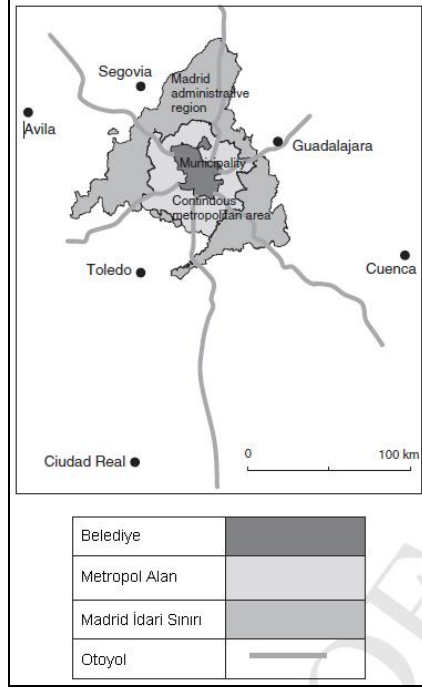 Segovia
Madrid
administrative
region
Avila
Guadalajara
Municipality
Continuous
metropolitan area
Toledo
Cuenca
Ciudad Real
0
100 km
Belediye
Metropol Alan
Madrid İdari Sınırı
Otoyol